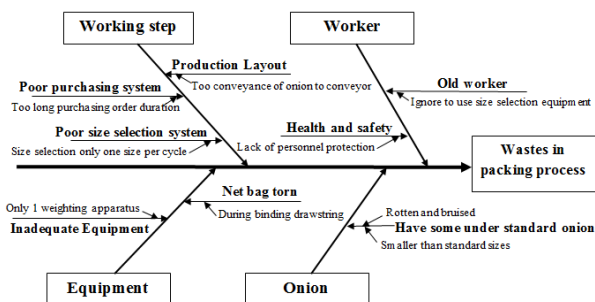 Working step
Worker
Production Layout
Too conveyance of onion to conveyor
Poor purchasing system
Too long purchasing order duration
Old worker
Ignore to use size selection equipment
Poor size selection system
Size selection only one size per cycle
Health and safety
Lack of personnel protection
Wastes in
packing process
Net bag torn
During binding drawstring
Only 1 weighting apparatus
Inadequate Equipment
Rotten and bruised
Have some under standard onion
Smaller than standard sizes
Equipment
Onion